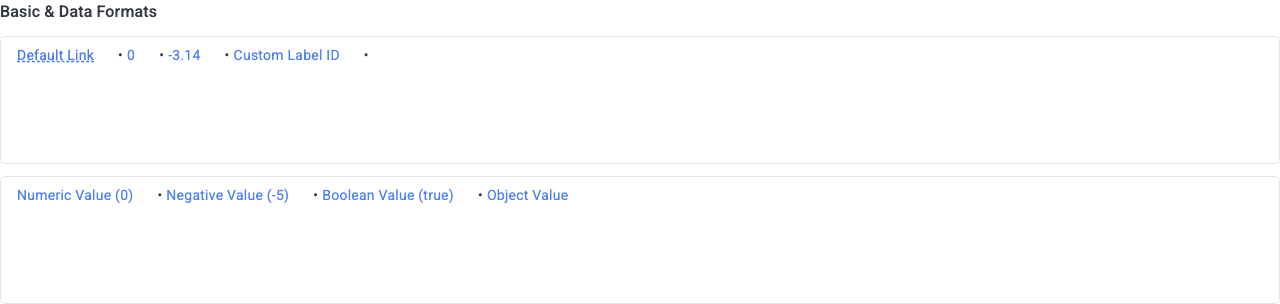 Basic & Data Formats
Default Link • 0 • -3.14 • Custom Label ID •
Numeric Value (0) • Negative Value (-5) • Boolean Value (true) • Object Value